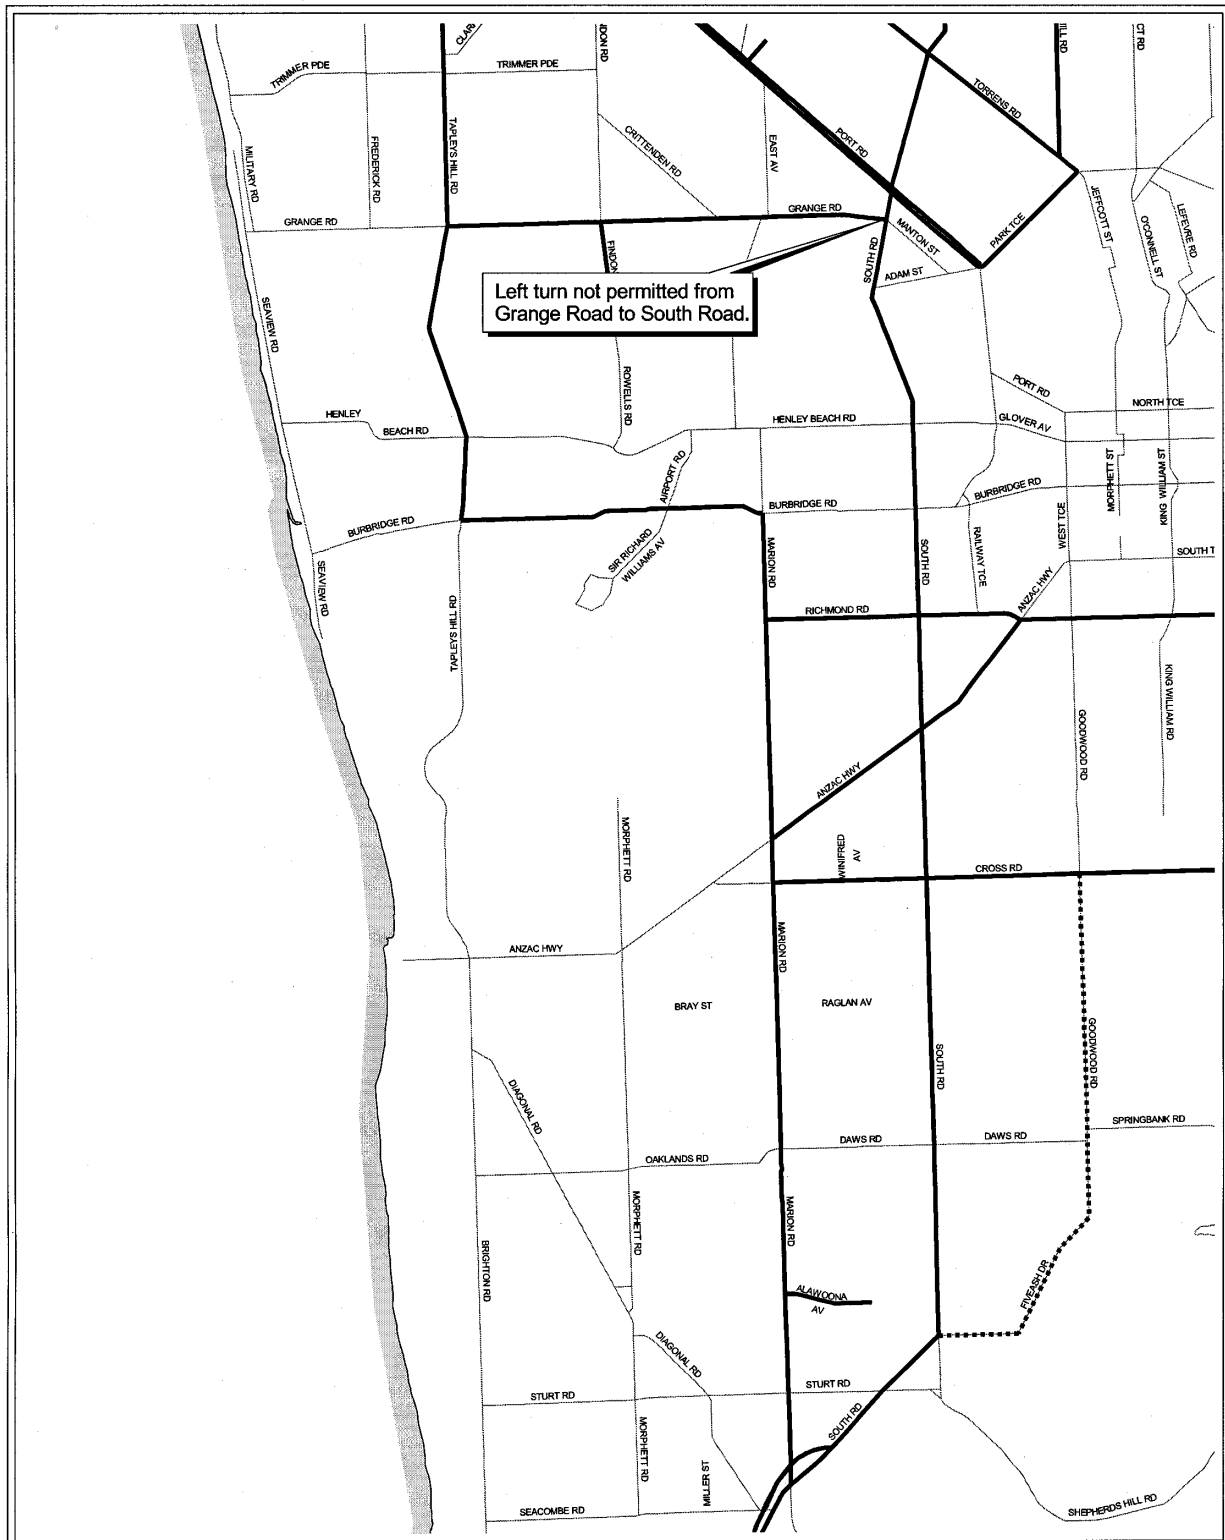 CLAR
NDON RD
ILL RD
CT RD
TRIMMER PDE
TRIMMER PDE
TORRENS RD
TAPLEYS HILL RD
CRITTENDEN RD
PORT RD
EAST AV
MILITARY RD
FREDERICK RD
GRANGE RD
GRANGE RD
MANTON ST
PARK TCE
JEFFCOTT ST
O'CONNELL ST
LEFEVRE RD
FINDON
SOUTH RD
ADAM ST
Left turn not permitted from
Grange Road to South Road.
SEAVIEW RD
ROWELLS RD
PORT RD
NORTH TCE
HENLEY
BEACH RD
HENLEY BEACH RD
GLOVER AV
AIRPORT RD
MORPHETT ST
KING WILLIAM ST
BURBRIDGE RD
BURBRIDGE RD
BURBRIDGE RD
WEST TCE
SIR RICHARD
WILLIAMS AV
MARION RD
SOUTH RD
RAILWAY TCE
SOUTH T
ANZAC HWY
SEAVIEW RD
TAPLEYS HILL RD
RICHMOND RD
KING WILLIAM RD
GOODWOOD RD
ANZAC HWY
MORPHETT RD
WINIFRED
AV
CROSS RD
ANZAC HWY
MARION RD
BRAY ST
RAGLAN AV
SOUTH RD
GOODWOOD RD
DIAGONAL RD
SPRINGBANK RD
DAWS RD
DAWS RD
OAKLANDS RD
MORPHETT RD
MARION RD
BRIGHTON RD
FIVEASH DR
ALAWOONA
AV
DIAGONAL RD
STURT RD
STURT RD
SOUTH RD
MORPHETT RD
MILLER ST
SEACOMBE RD
SHEPHERDS HILL RD